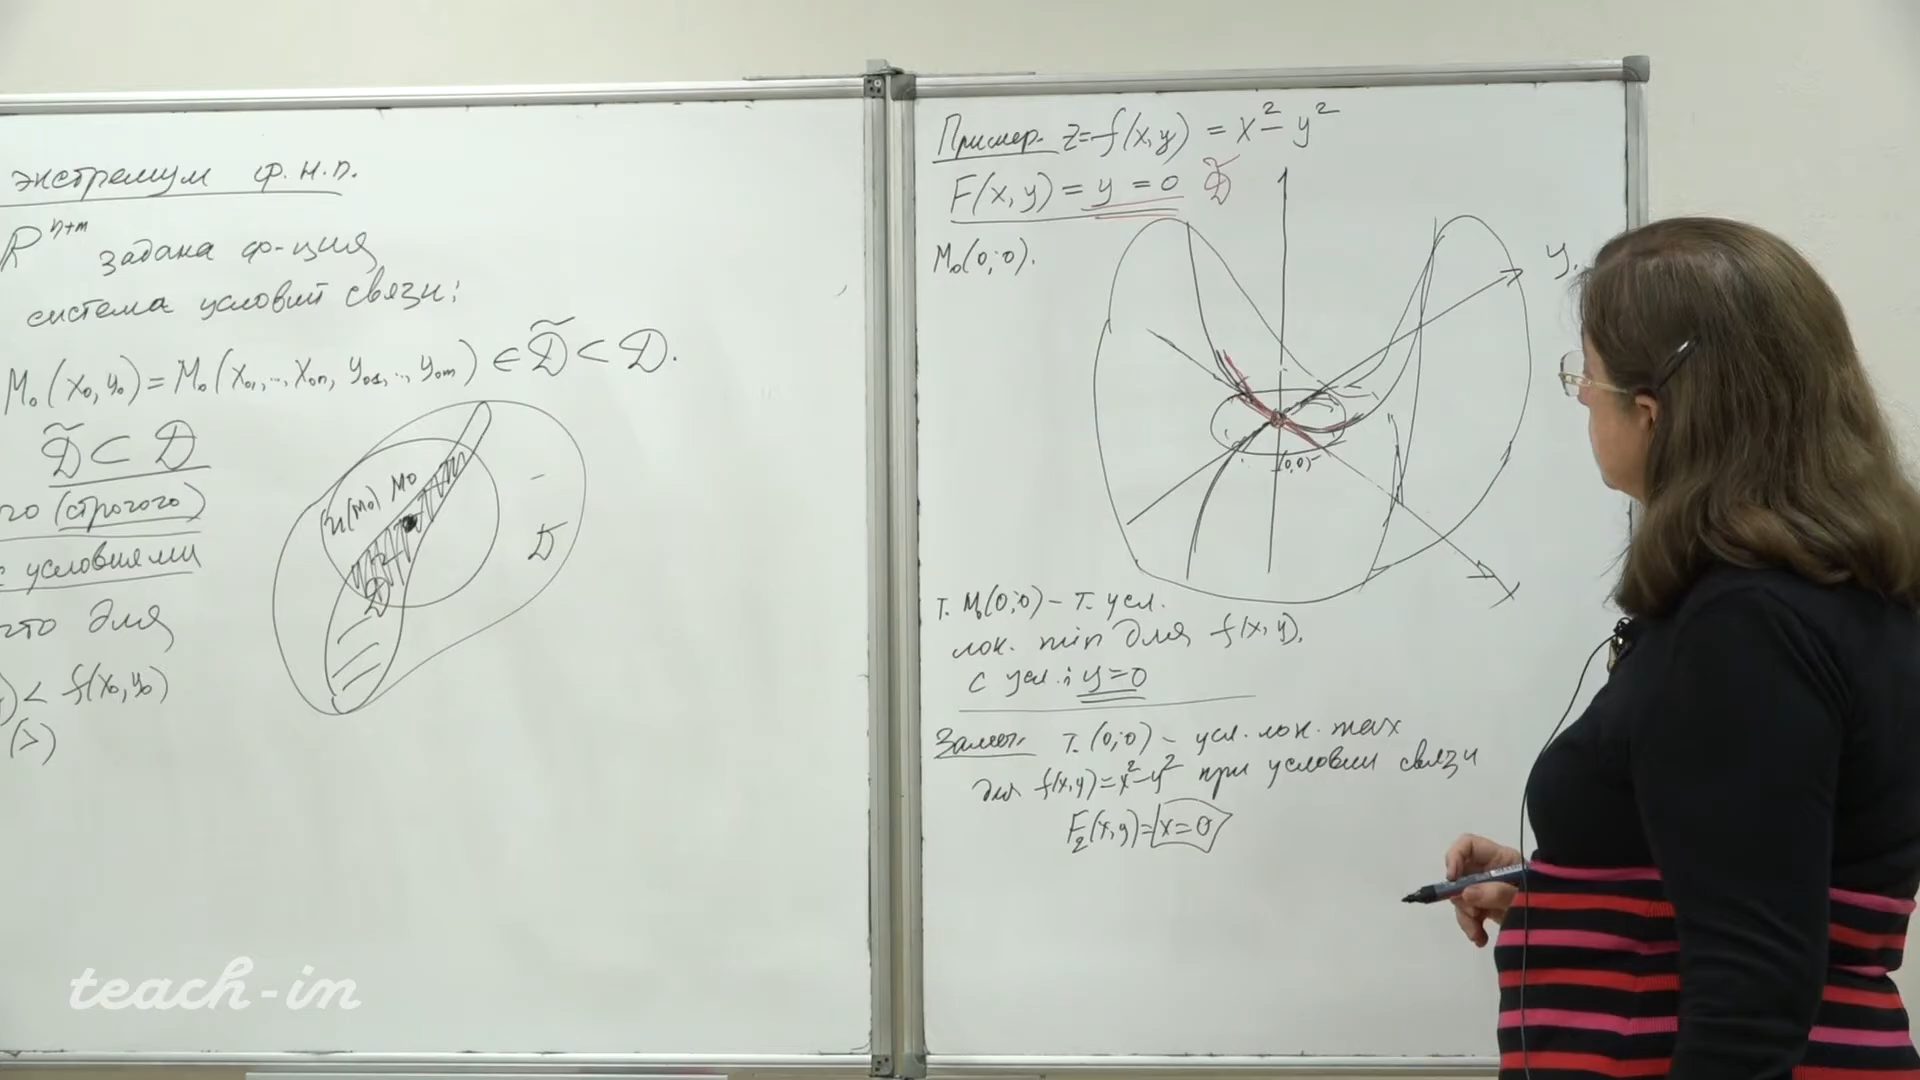 экстремум ф.н.п.
R^{n+m} задана ф-ция
система условий связи:
M₀(x₀, y₀) = M₀(x₀₁, .., x₀ₙ, y₀₁, .., y₀ₘ) ∈ D̃ ⊂ D.
D̃ ⊂ D
го (строгого)
с условиями
что для
) < f(x₀, y₀)
(>)
U(M₀) M₀
D̃
D
Пример. z = f(x, y) = x² – y²
F(x, y) = y = 0 D̃
M₀(0; 0).
y
(0,0)
x
т. M₀(0; 0) – т. усл.
лок. min для f(x, y),
с усл.: y = 0
Замеч. т. (0; 0) – усл. лок. max
для f(x, y) = x² – y² при условии связи
F₂(x, y) = x = 0
teach-in